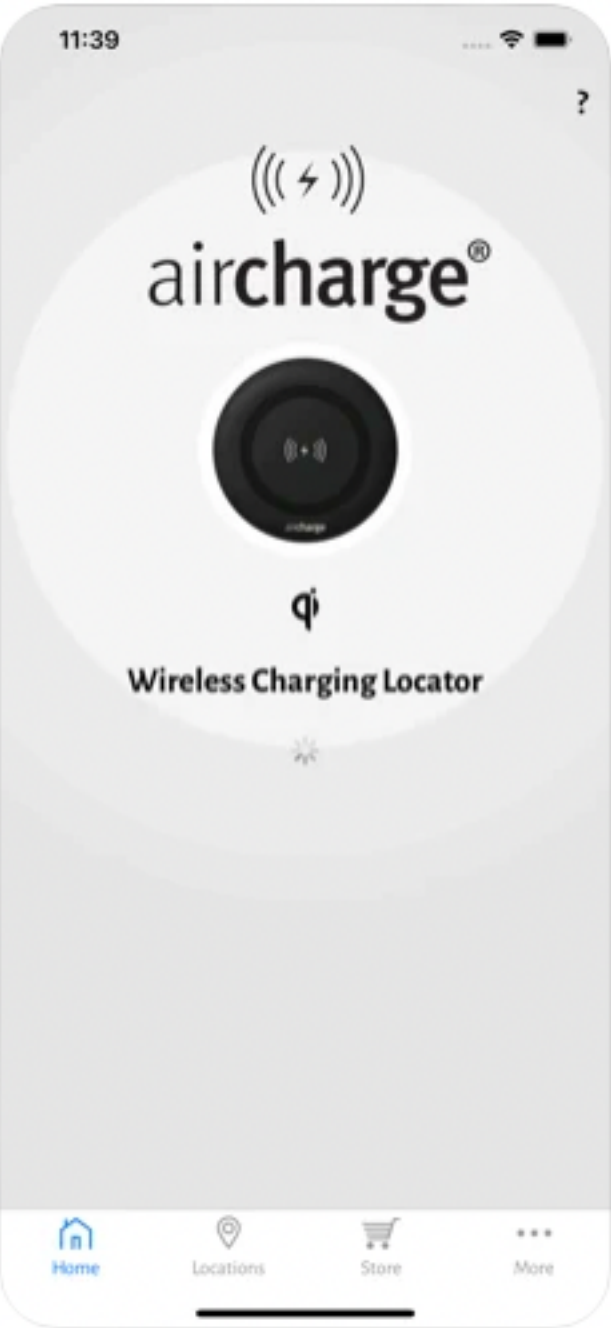 11:39
?
aircharge®
aircharge
qi
Wireless Charging Locator
Home
Locations
Store
More